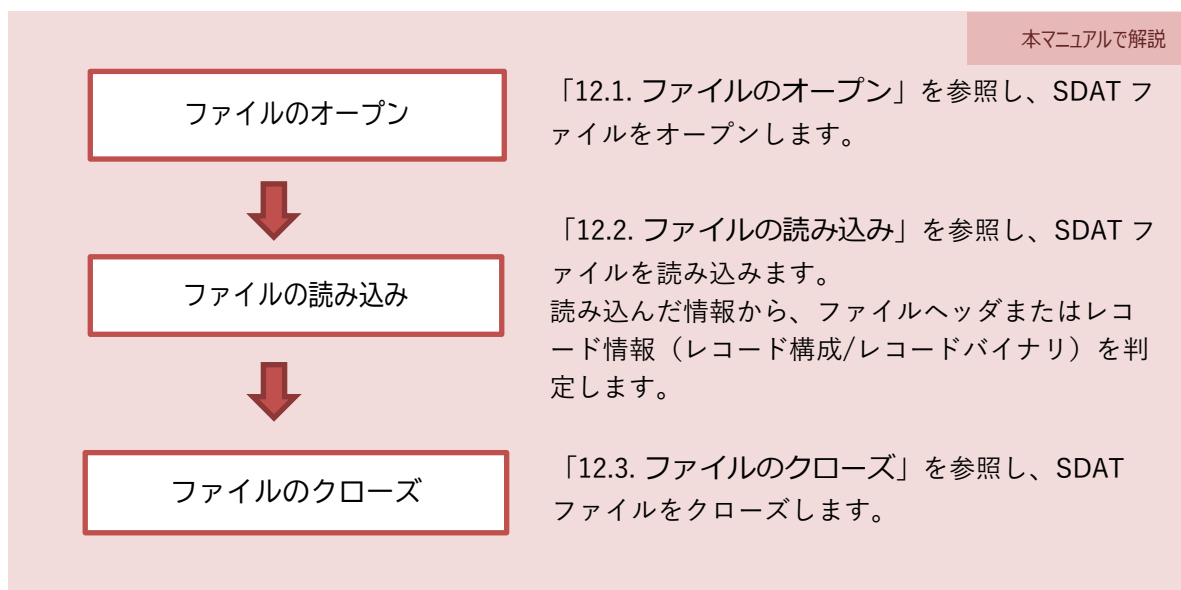 本マニュアルで解説
ファイルのオープン
「12.1. ファイルのオープン」を参照し、SDAT フ
ァイルをオープンします。
ファイルの読み込み
「12.2. ファイルの読み込み」を参照し、SDAT フ
ァイルを読み込みます。
読み込んだ情報から、ファイルヘッダまたはレコ
ード情報（レコード構成/レコードバイナリ）を判
定します。
ファイルのクローズ
「12.3. ファイルのクローズ」を参照し、SDAT
ファイルをクローズします。